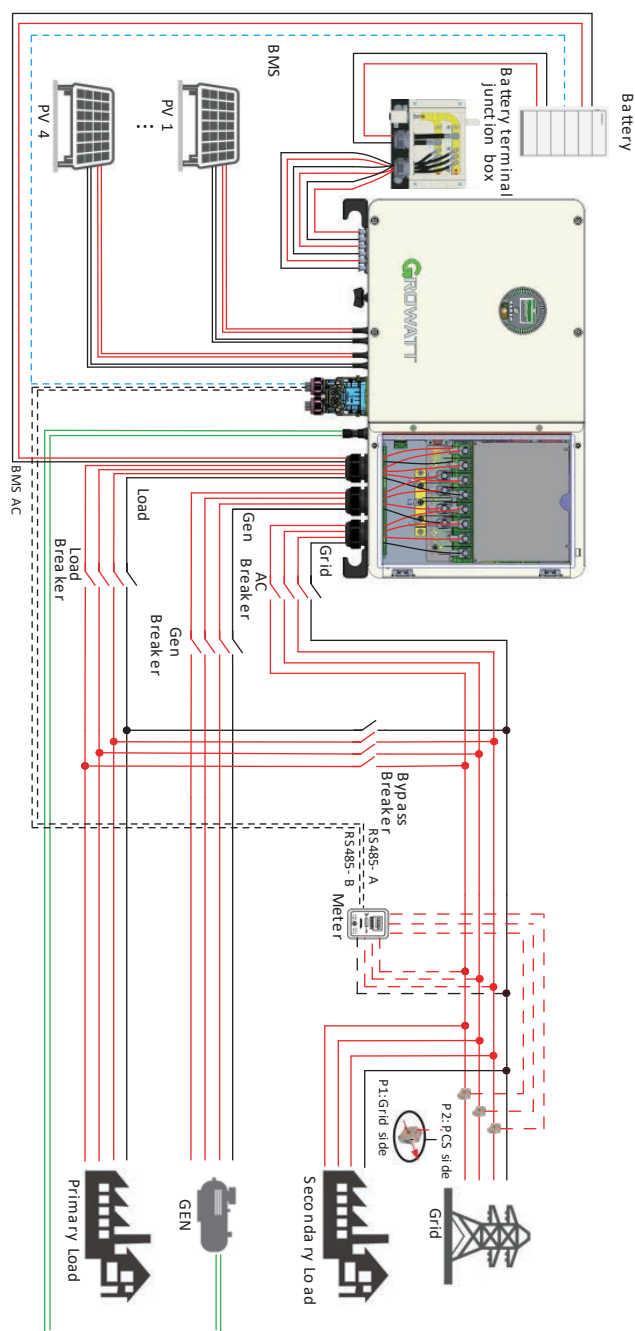 Battery
Battery terminal
junction box
BMS
PV 1
PV 4
GROWATT
BMS AC
Load
Gen
Grid
Load
Breaker
Gen
Breaker
AC
Breaker
Bypass
Breaker
RS485- A
RS485- B
Meter
P2:PCS side
P1:Grid side
Grid
Secondary Load
GEN
Primary Load